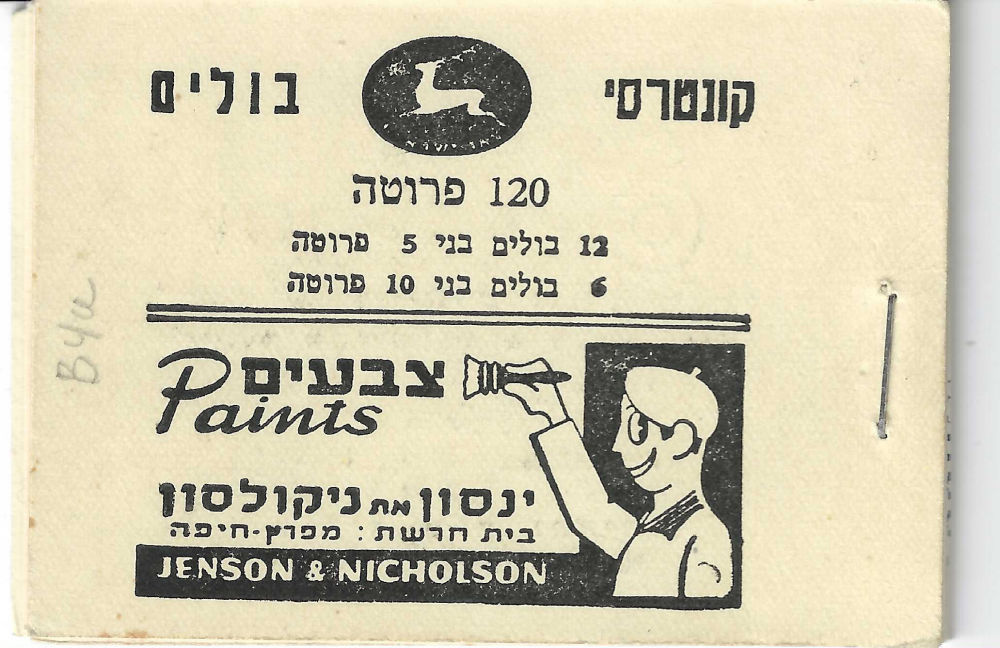 קונטרסי בולים
120 פרוטה
12 בולים בני 5 פרוטה
6 בולים בני 10 פרוטה
צבעים
Paints
ינסון את ניקולסון
בית חרשת : מפרץ-חיפה
JENSON & NICHOLSON
B4a